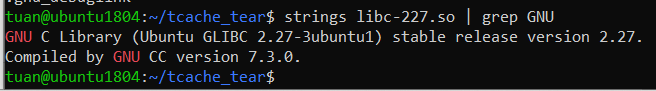 tuan@ubuntu1804:~/tcache_tear$ strings libc-227.so | grep GNU
GNU C Library (Ubuntu GLIBC 2.27-3ubuntu1) stable release version 2.27.
Compiled by GNU CC version 7.3.0.
tuan@ubuntu1804:~/tcache_tear$